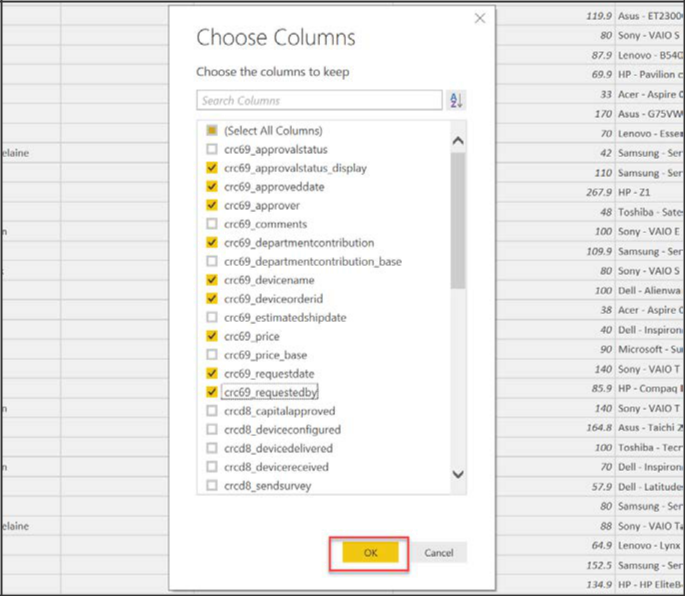 Choose Columns
Choose the columns to keep
Search Columns
(Select All Columns)
crc69_approvalstatus
crc69_approvalstatus_display
crc69_approveddate
crc69_approver
crc69_comments
crc69_departmentcontribution
crc69_departmentcontribution_base
crc69_devicename
crc69_deviceorderid
crc69_estimatedshipdate
crc69_price
crc69_price_base
crc69_requestdate
crc69_requestedby
crcd8_capitalapproved
crcd8_deviceconfigured
crcd8_devicedelivered
crcd8_devicereceived
crcd8_sendsurvey
OK Cancel
elaine
n
n
n
elaine
119.9 Asus - ET2300
80 Sony - VAIO S
87.9 Lenovo - B54
69.9 HP - Pavilion
33 Acer - Aspire
170 Asus - G75VW
70 Lenovo - Esse
42 Samsung - Ser
110 Samsung - Ser
267.9 HP - Z1
48 Toshiba - Sate
100 Sony - VAIO E
109.9 Samsung - Ser
80 Sony - VAIO S
100 Dell - Alienwa
38 Acer - Aspire
40 Dell - Inspiron
90 Microsoft - Su
140 Sony - VAIO T
85.9 HP - Compaq
140 Sony - VAIO T
164.8 Asus - Taichi 2
100 Toshiba - Tecr
70 Dell - Inspiron
57.9 Dell - Latitude
80 Samsung - Ser
88 Sony - VAIO T
64.9 Lenovo - Lynx
152.5 Samsung - Ser
134.9 HP - HP EliteB